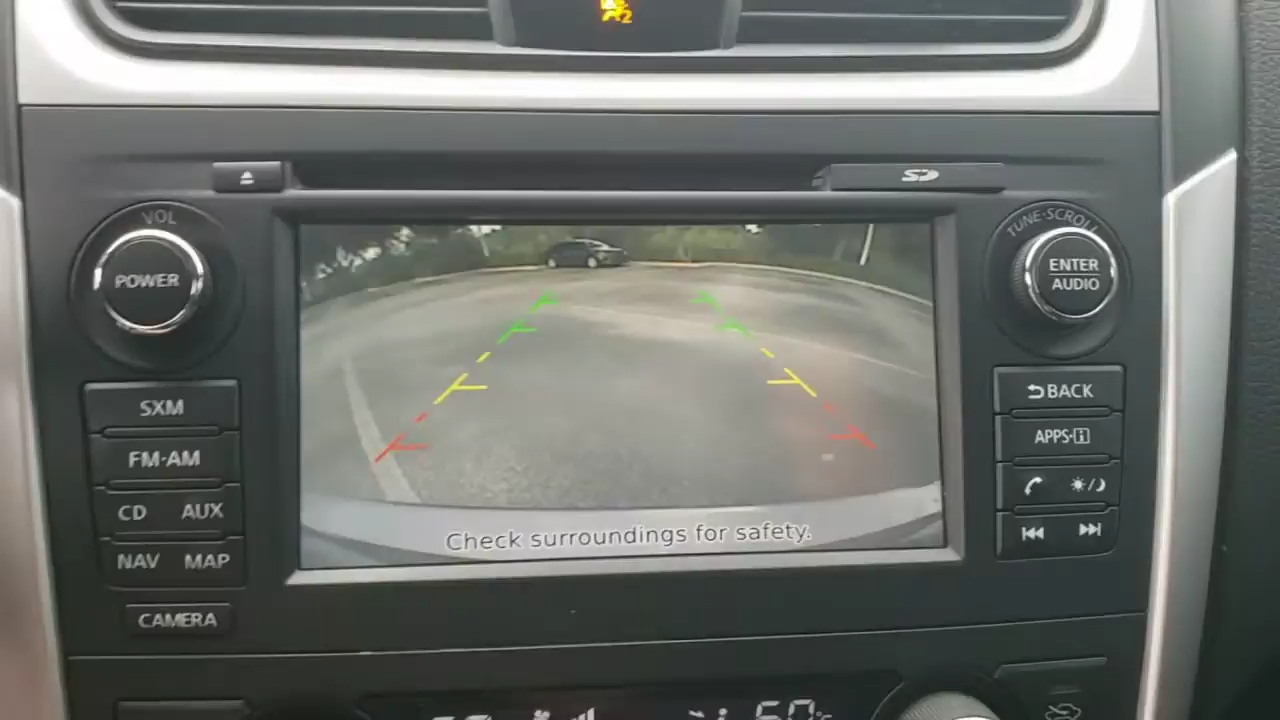 SD
VOL
POWER
TUNE·SCROLL
ENTER
AUDIO
SXM
FM·AM
CD AUX
NAV MAP
CAMERA
BACK
APPS·i
Check surroundings for safety.
60